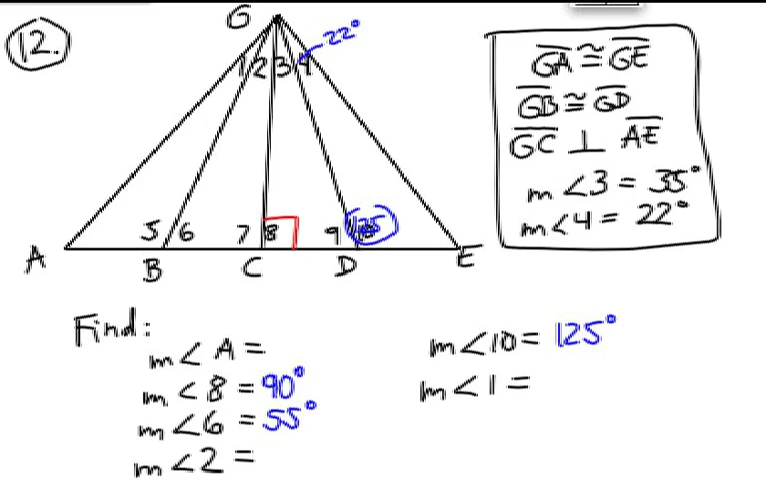 12.
G
22°
1 2 3 4
5 6 7 8 9
A B C D E
GA ≅ GE
GB ≅ GD
GC ⊥ AE
m<3 = 35°
m<4 = 22°
Find:
m<A =
m<8 = 90°
m<6 = 55°
m<2 =
m<10 = 125°
m<1 =